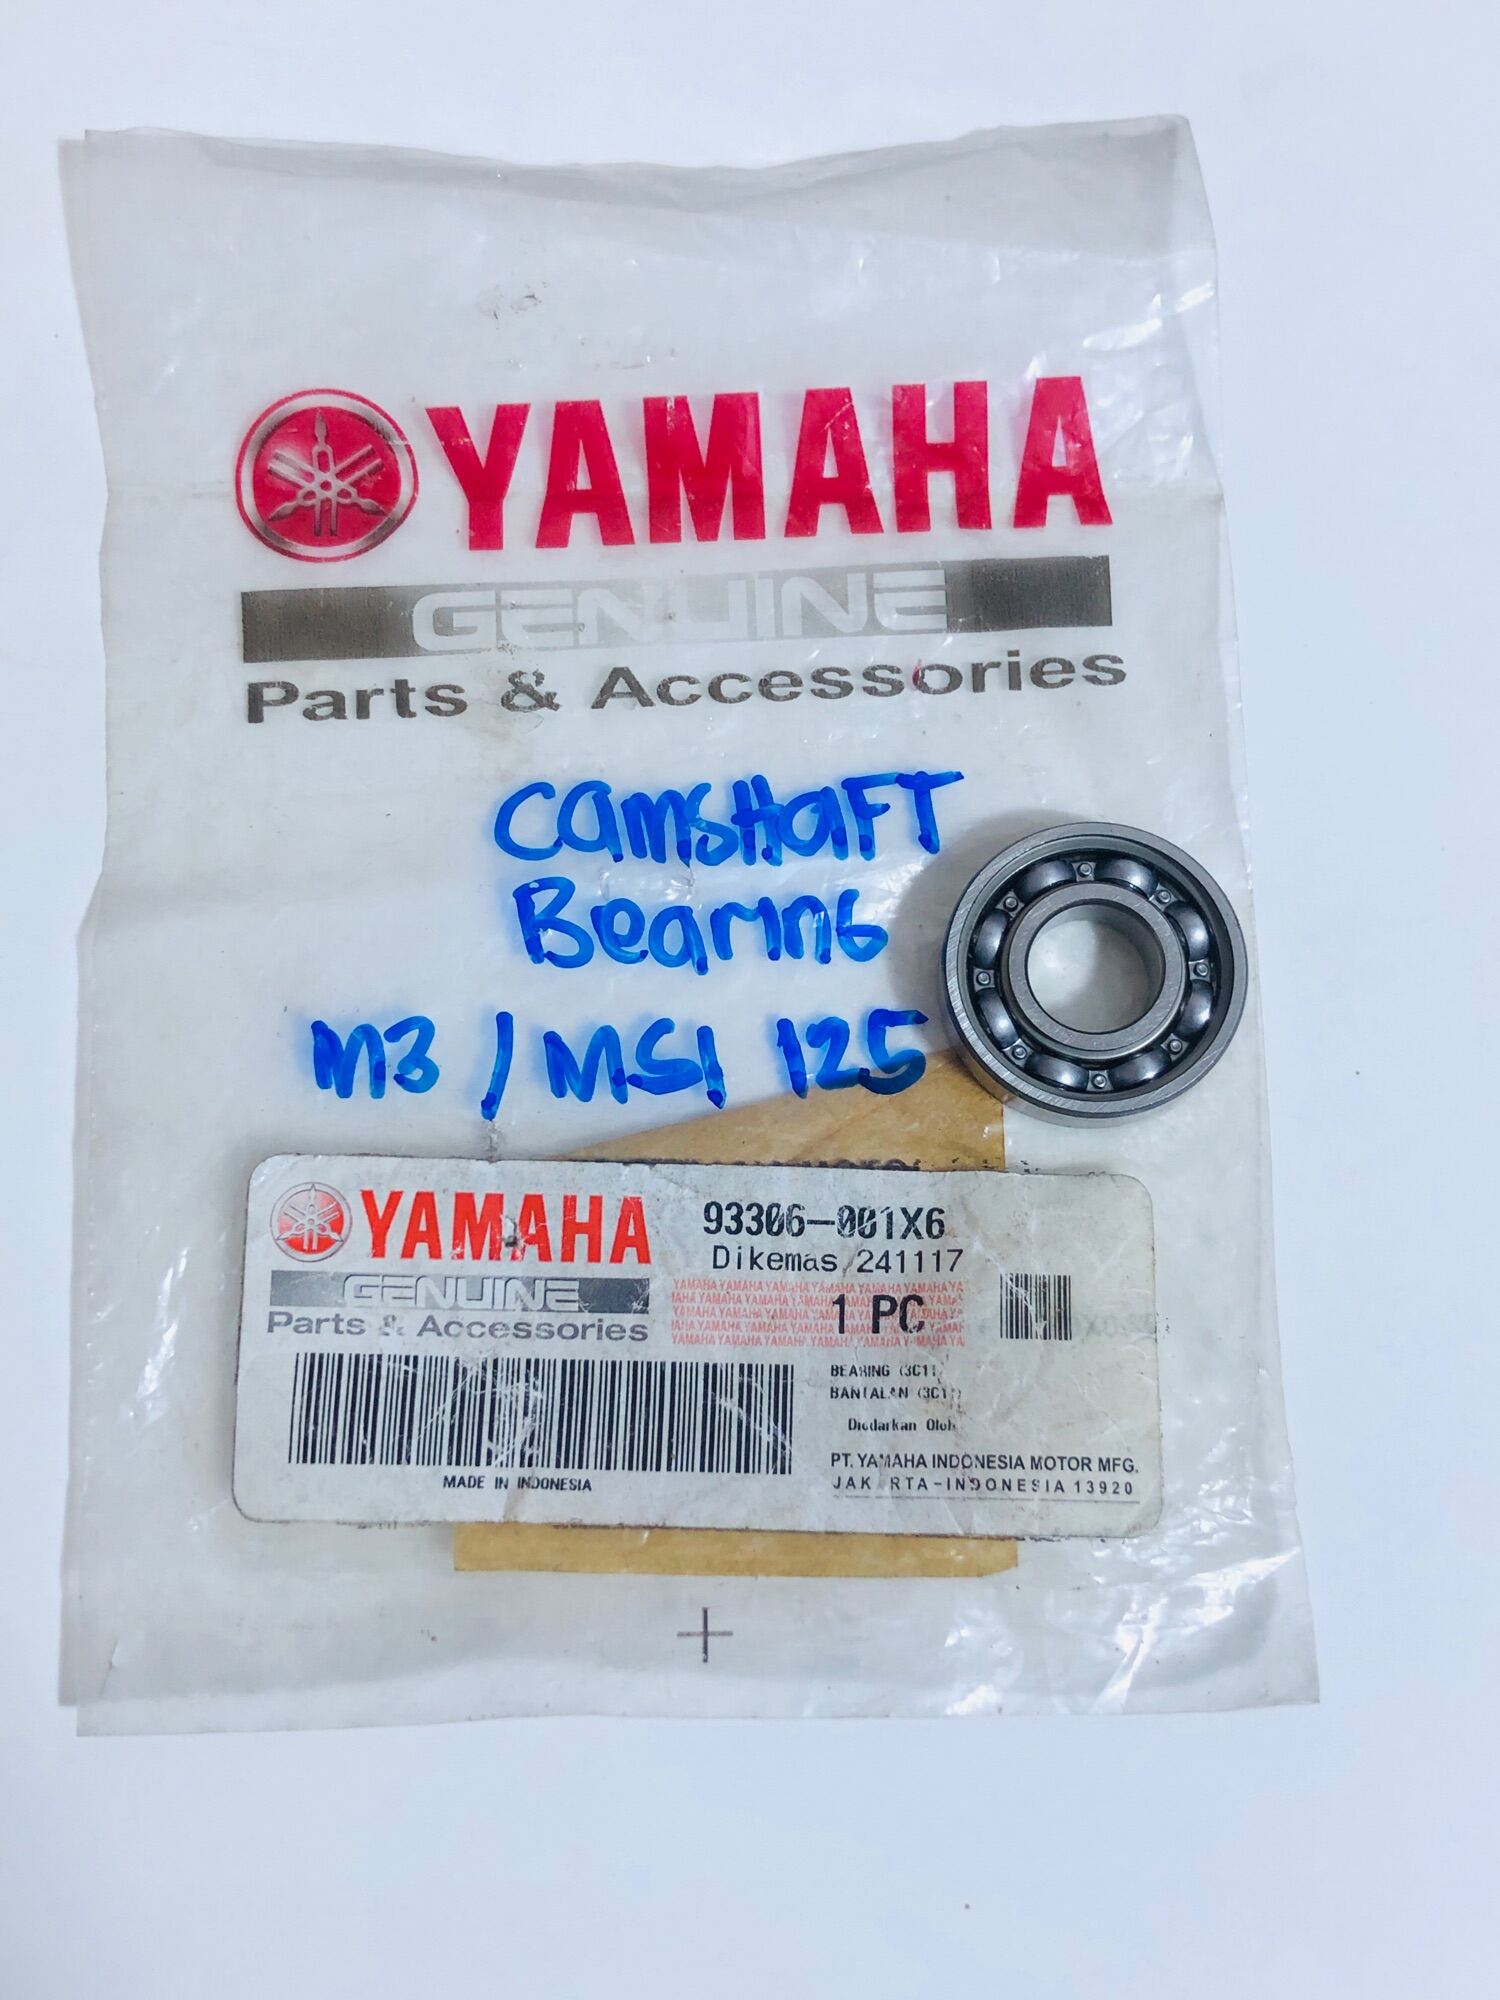 YAMAHA
GENUINE
Parts & Accessories
CamsHaFT
Bearing
M3 / MSI 125
YAMAHA
GENUINE
Parts & Accessories
93306-001X6
Dikemas 241117
1 PC
BEARING (3C1)
BANTALAN (3C1)
Diedarkan Oleh
PT. YAMAHA INDONESIA MOTOR MFG.
JAKARTA-INDONESIA 13920
MADE IN INDONESIA